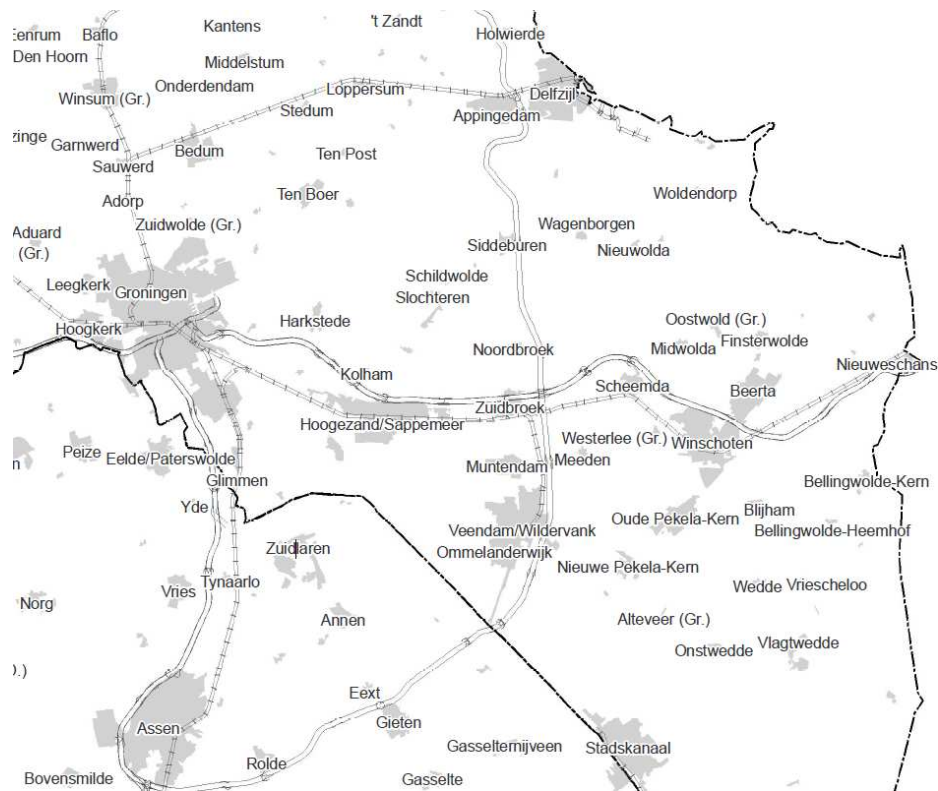 't Zandt
Kantens
Holwierde
Eenrum
Baflo
Den Hoorn
Middelstum
Onderdendam
Loppersum
Delfzijl
Winsum (Gr.)
Stedum
Appingedam
zinge
Garnwerd
Bedum
Ten Post
Sauwerd
Adorp
Ten Boer
Woldendorp
Zuidwolde (Gr.)
Wagenborgen
Aduard
(Gr.)
Siddeburen
Nieuwolda
Leegkerk
Groningen
Schildwolde
Slochteren
Hoogkerk
Harkstede
Oostwold (Gr.)
Finsterwolde
Noordbroek
Midwolda
Nieuweschans
Kolham
Scheemda
Beerta
Zuidbroek
Hoogezand/Sappemeer
Westerlee (Gr.)
Winschoten
Peize
Eelde/Paterswolde
Muntendam
Meeden
n
Glimmen
Bellingwolde-Kern
Yde
Blijham
Oude Pekela-Kern
Veendam/Wildervank
Bellingwolde-Heemhof
Zuidlaren
Ommelanderwijk
Nieuwe Pekela-Kern
Tynaarlo
Vries
Wedde
Vriescheloo
Norg
Annen
Alteveer (Gr.)
Onstwedde
Vlagtwedde
).)
Eext
Gieten
Assen
Gasselternijveen
Stadskanaal
Rolde
Bovensmilde
Gasselte